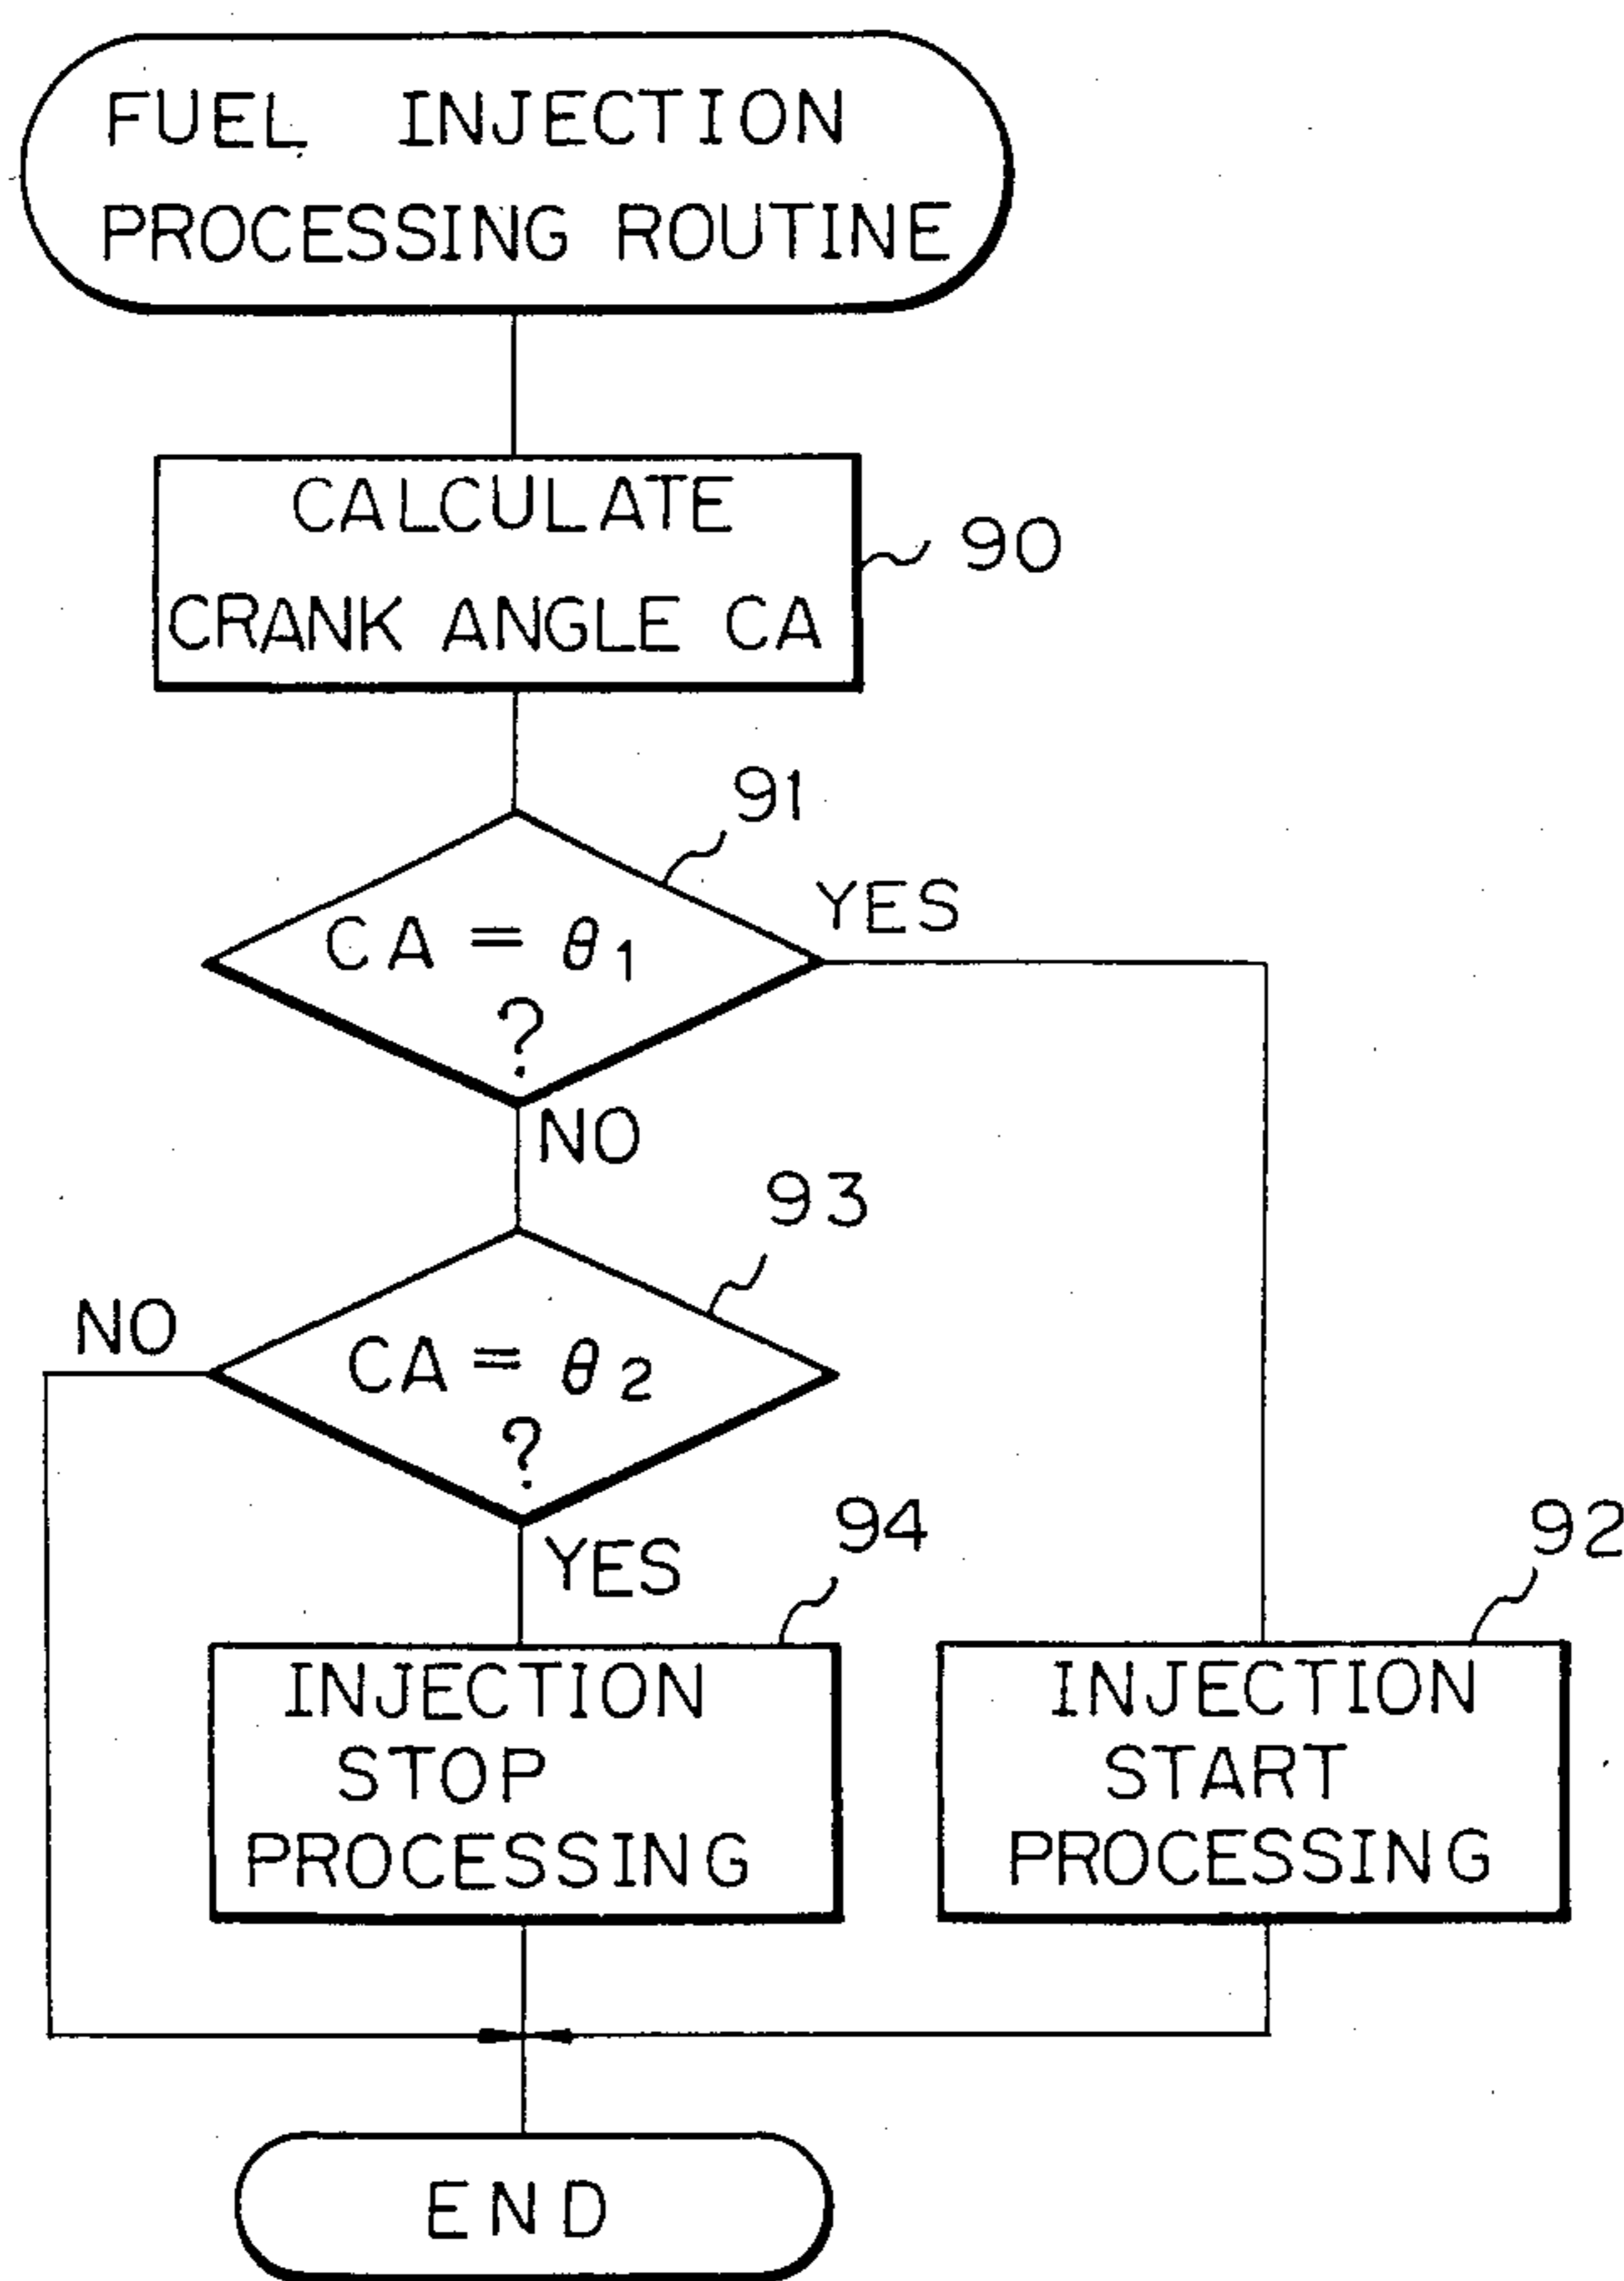 FUEL INJECTION
PROCESSING ROUTINE
CALCULATE
CRANK ANGLE CA
90
91
CA = θ1
?
YES
NO
93
NO
CA = θ2
?
YES
94
92
INJECTION
STOP
PROCESSING
INJECTION
START
PROCESSING
END